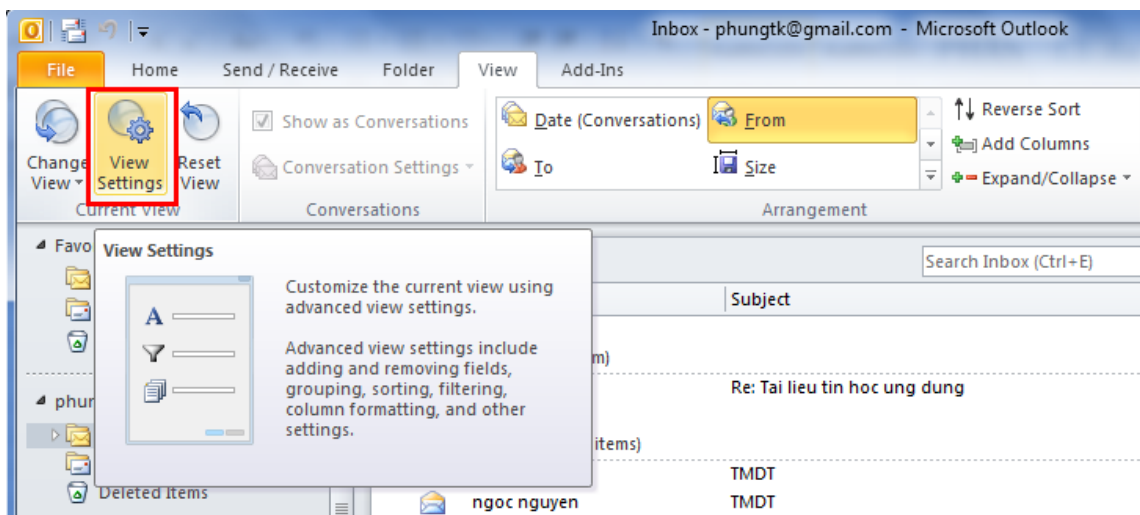 Inbox - phungtk@gmail.com - Microsoft Outlook
File Home Send / Receive Folder View Add-Ins
Change View
View Settings
Reset View
Current View
Show as Conversations
Conversation Settings
Conversations
Date (Conversations)
From
To
Size
Arrangement
Reverse Sort
Add Columns
Expand/Collapse
Favo
View Settings
Customize the current view using
advanced view settings.
Advanced view settings include
adding and removing fields,
grouping, sorting, filtering,
column formatting, and other
settings.
Search Inbox (Ctrl+E)
Subject
m)
Re: Tai lieu tin hoc ung dung
phur
items)
TMDT
Deleted Items
ngoc nguyen
TMDT